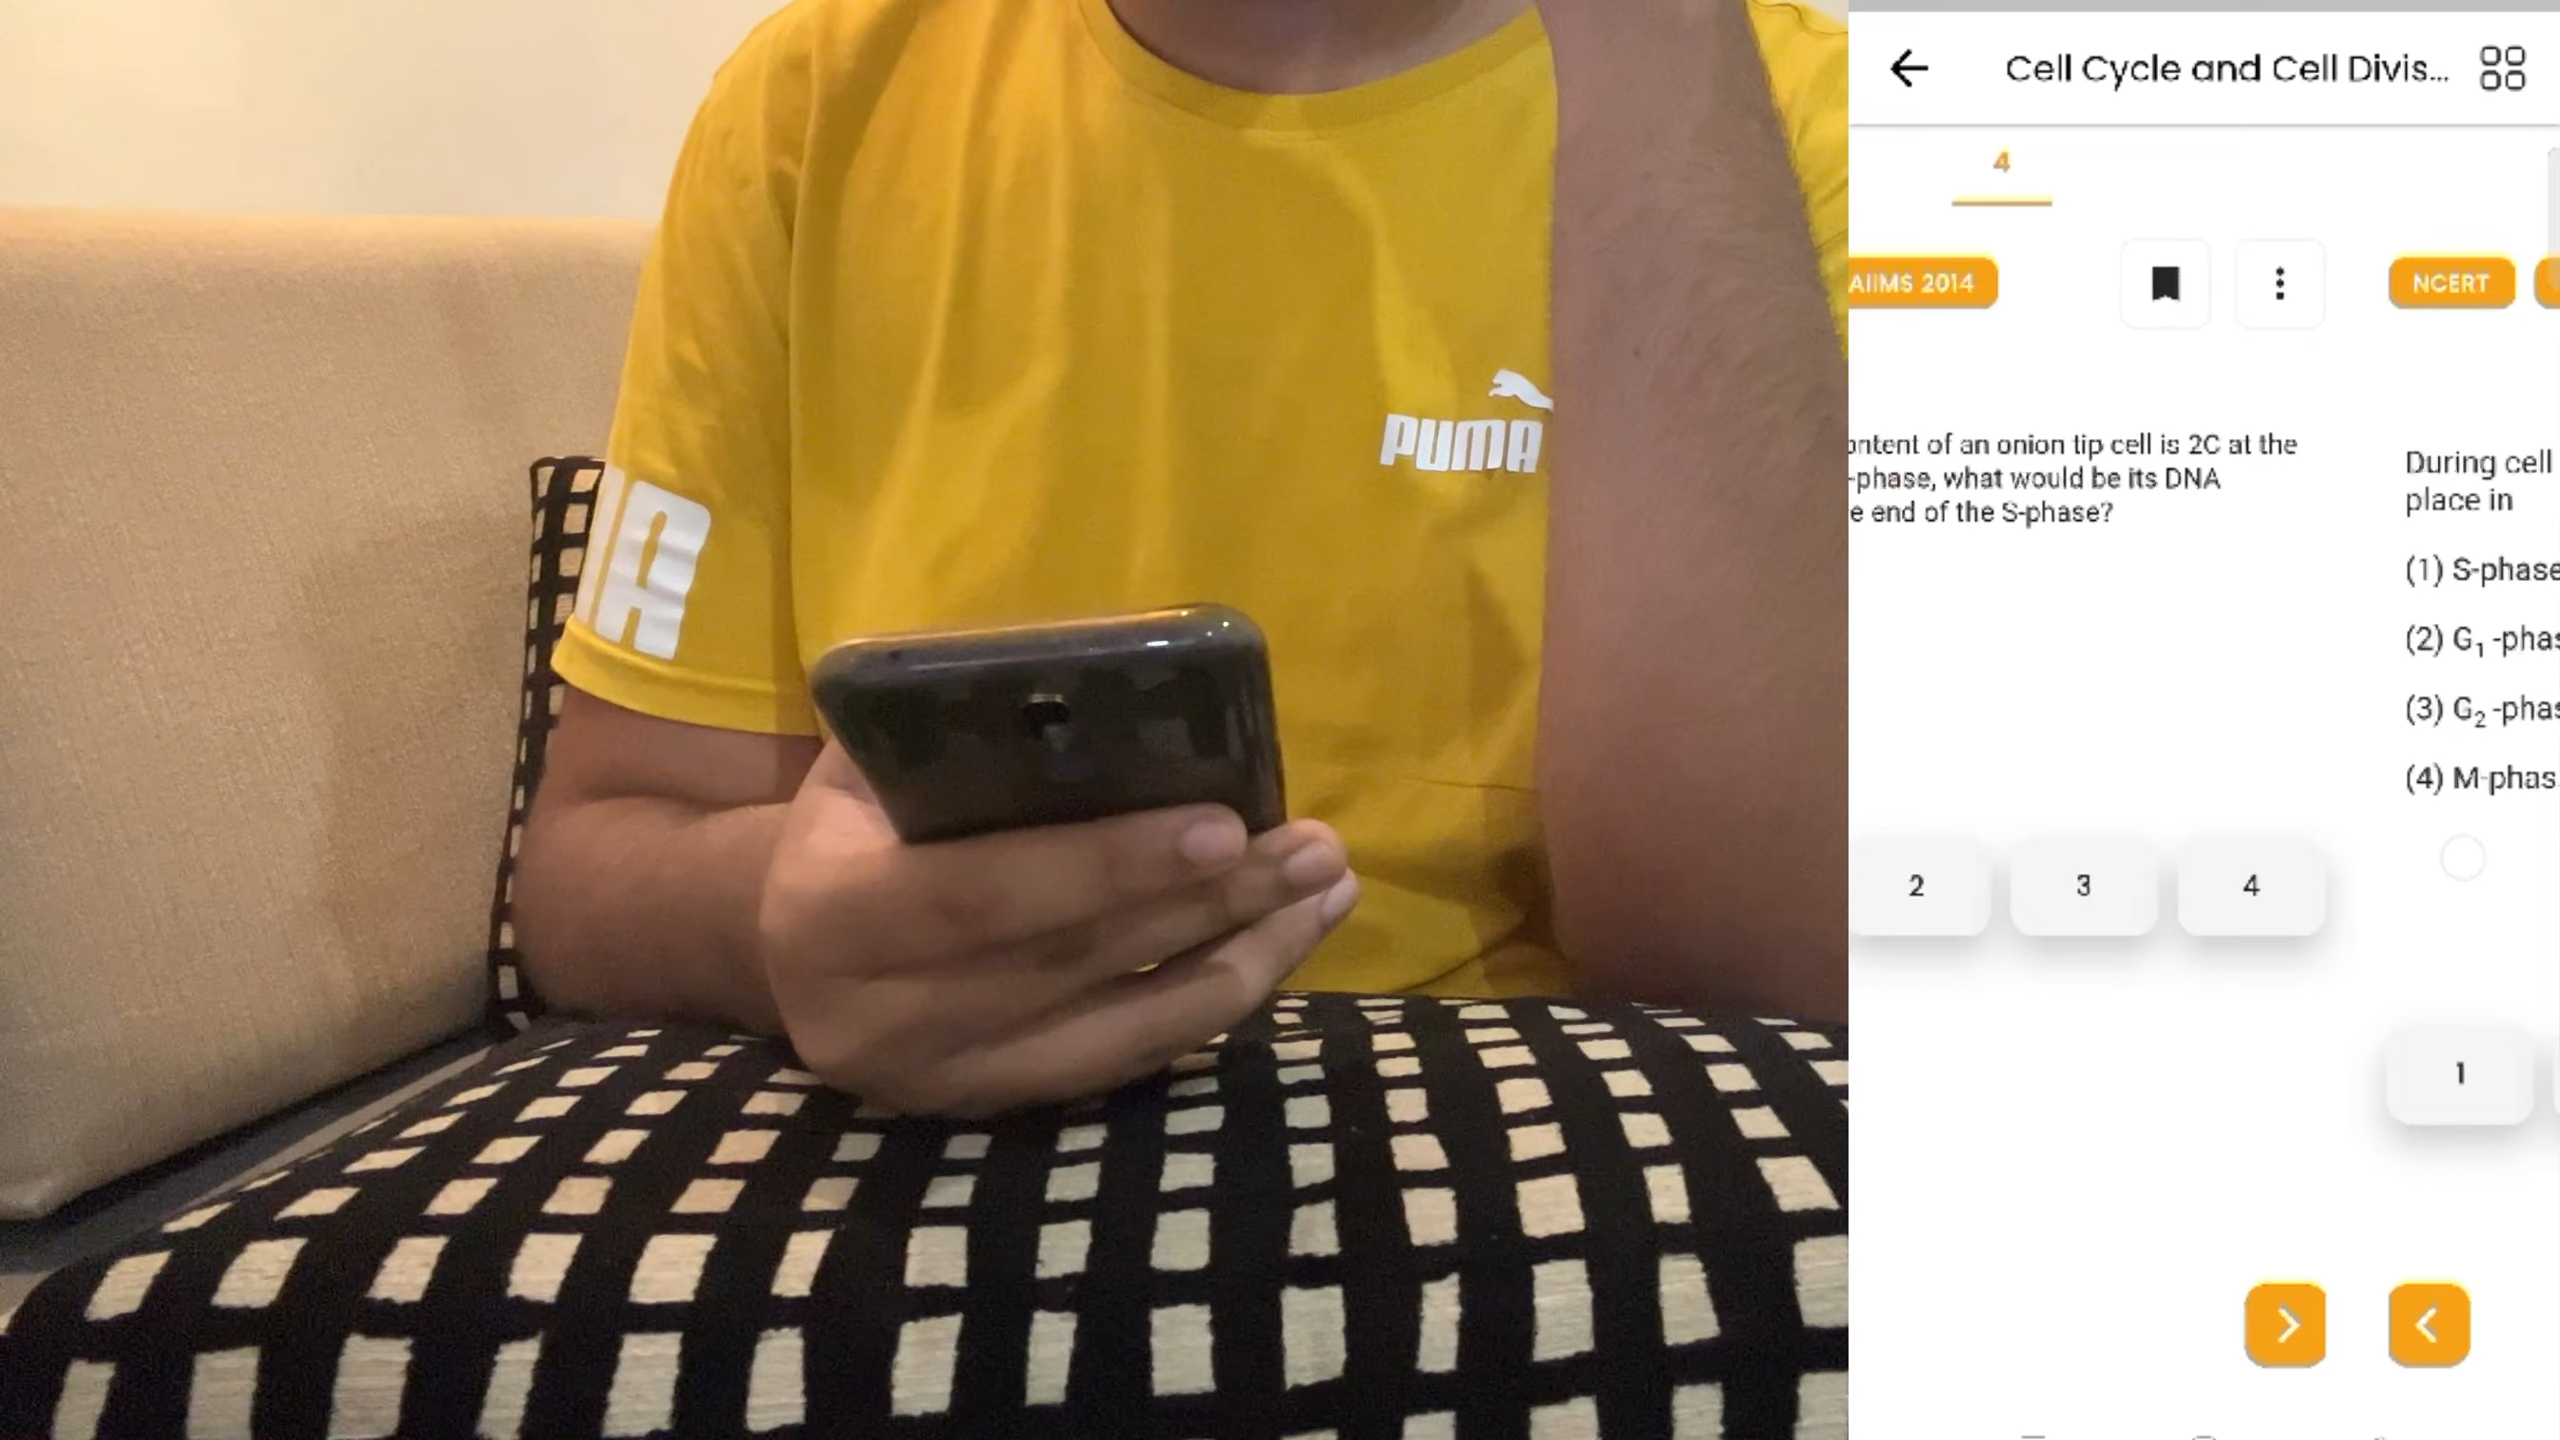 PUMA
Cell Cycle and Cell Divis...
4
AIIMS 2014
content of an onion tip cell is 2C at the
-phase, what would be its DNA
e end of the S-phase?
2
3
4
NCERT
During cell
place in
(1) S-phase
(2) G₁ -phas
(3) G₂ -phas
(4) M-phas
1